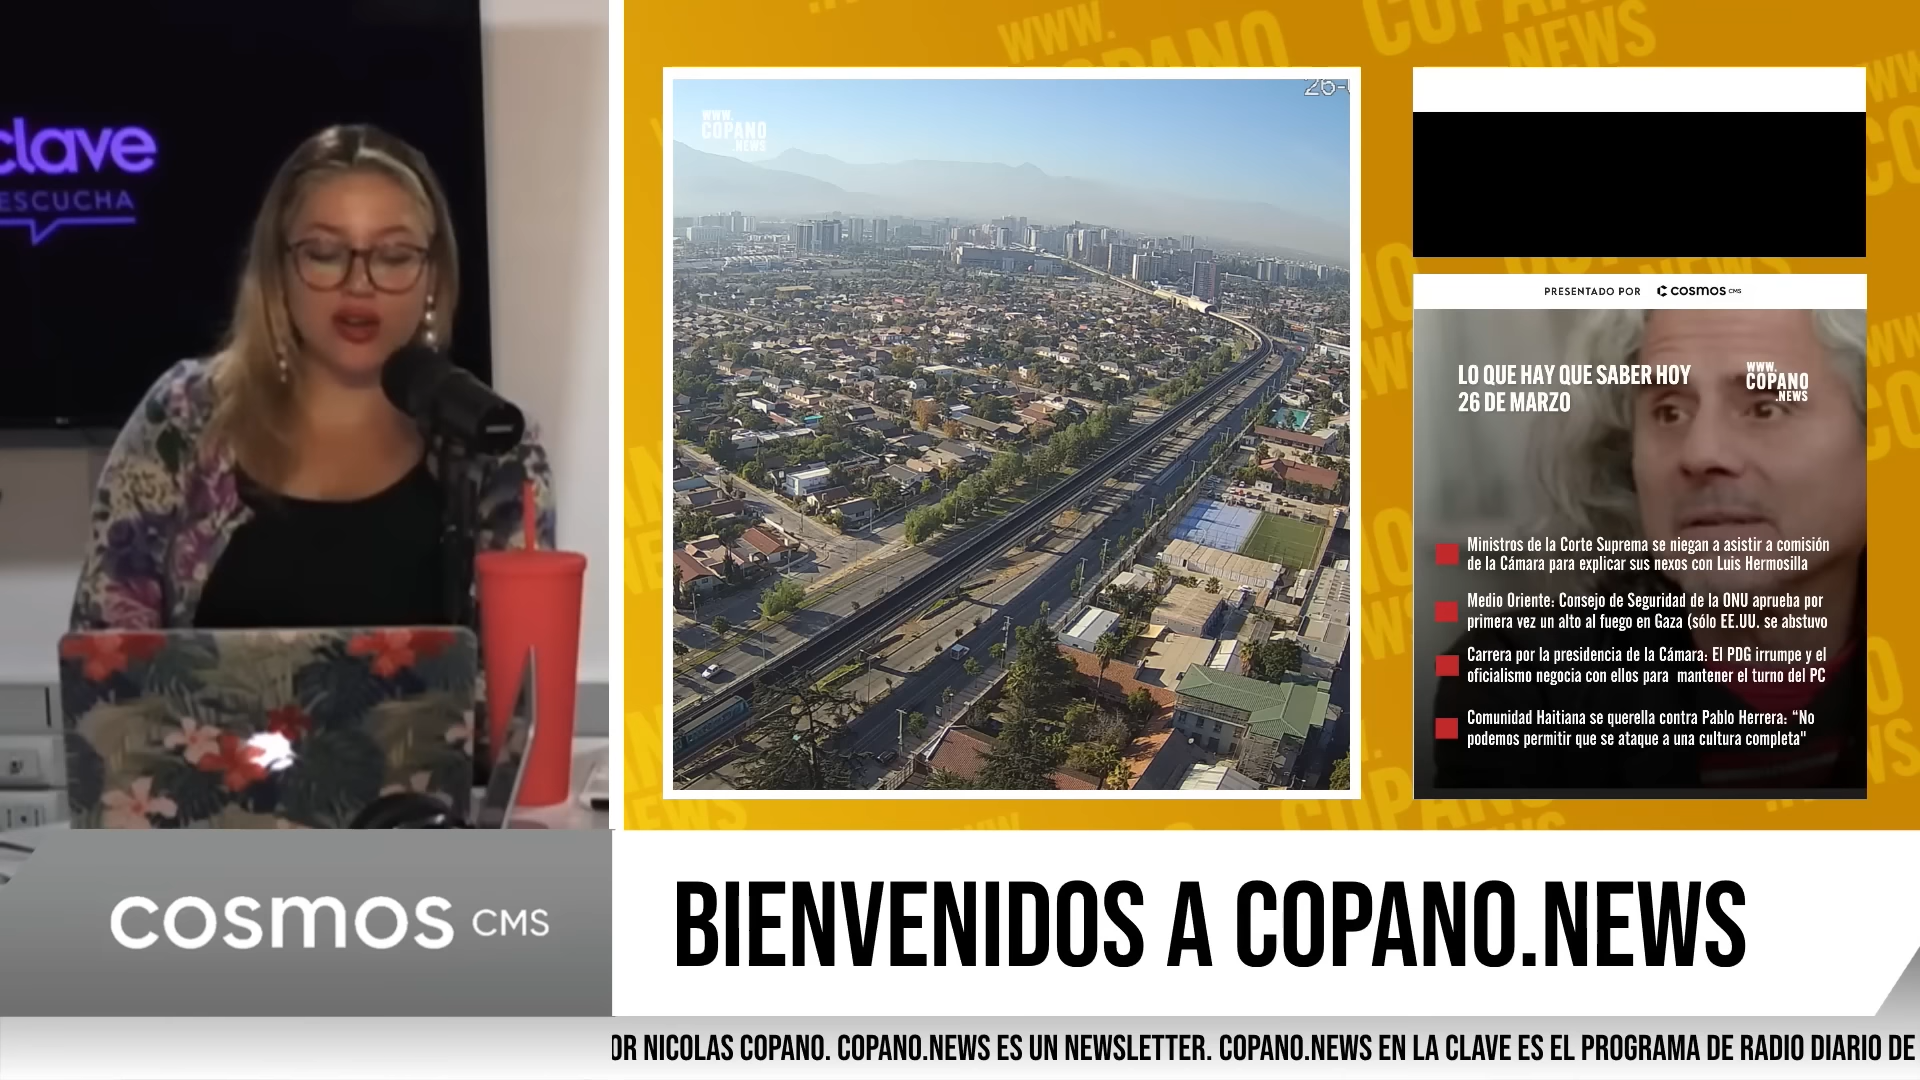 clave
ESCUCHA
WWW.
COPANO
.NEWS
26-
PRESENTADO POR COSMOS CMS
LO QUE HAY QUE SABER HOY
26 DE MARZO
WWW.
COPANO
.NEWS
Ministros de la Corte Suprema se niegan a asistir a comisión
de la Cámara para explicar sus nexos con Luis Hermosilla
Medio Oriente: Consejo de Seguridad de la ONU aprueba por
primera vez un alto al fuego en Gaza (sólo EE.UU. se abstuvo
Carrera por la presidencia de la Cámara: El PDG irrumpe y el
oficialismo negocia con ellos para mantener el turno del PC
Comunidad Haitiana se querella contra Pablo Herrera: “No
podemos permitir que se ataque a una cultura completa"
cosmos CMS
BIENVENIDOS A COPANO.NEWS
OR NICOLAS COPANO. COPANO.NEWS ES UN NEWSLETTER. COPANO.NEWS EN LA CLAVE ES EL PROGRAMA DE RADIO DIARIO DE